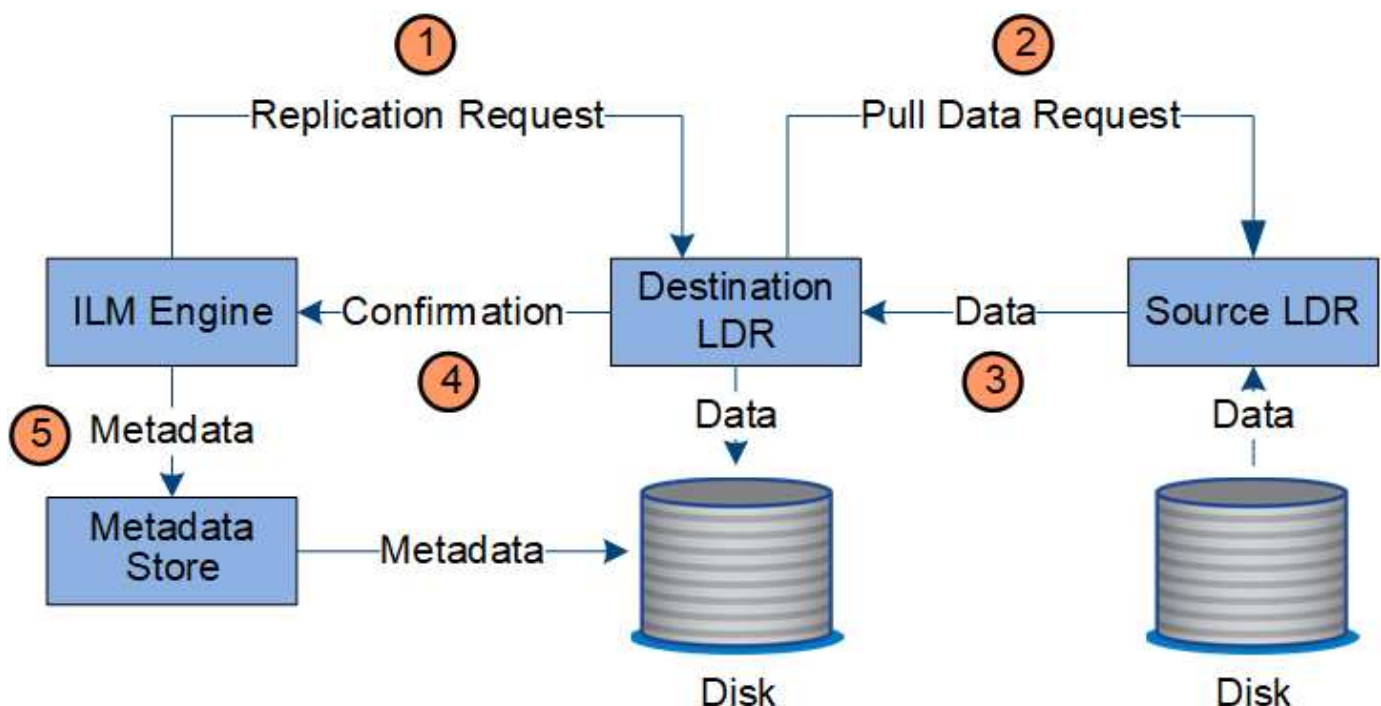 1
2
Replication Request
Pull Data Request
ILM Engine
Confirmation
Destination
LDR
Data
Source LDR
4
3
5
Metadata
Data
Data
Metadata
Store
Metadata
Disk
Disk